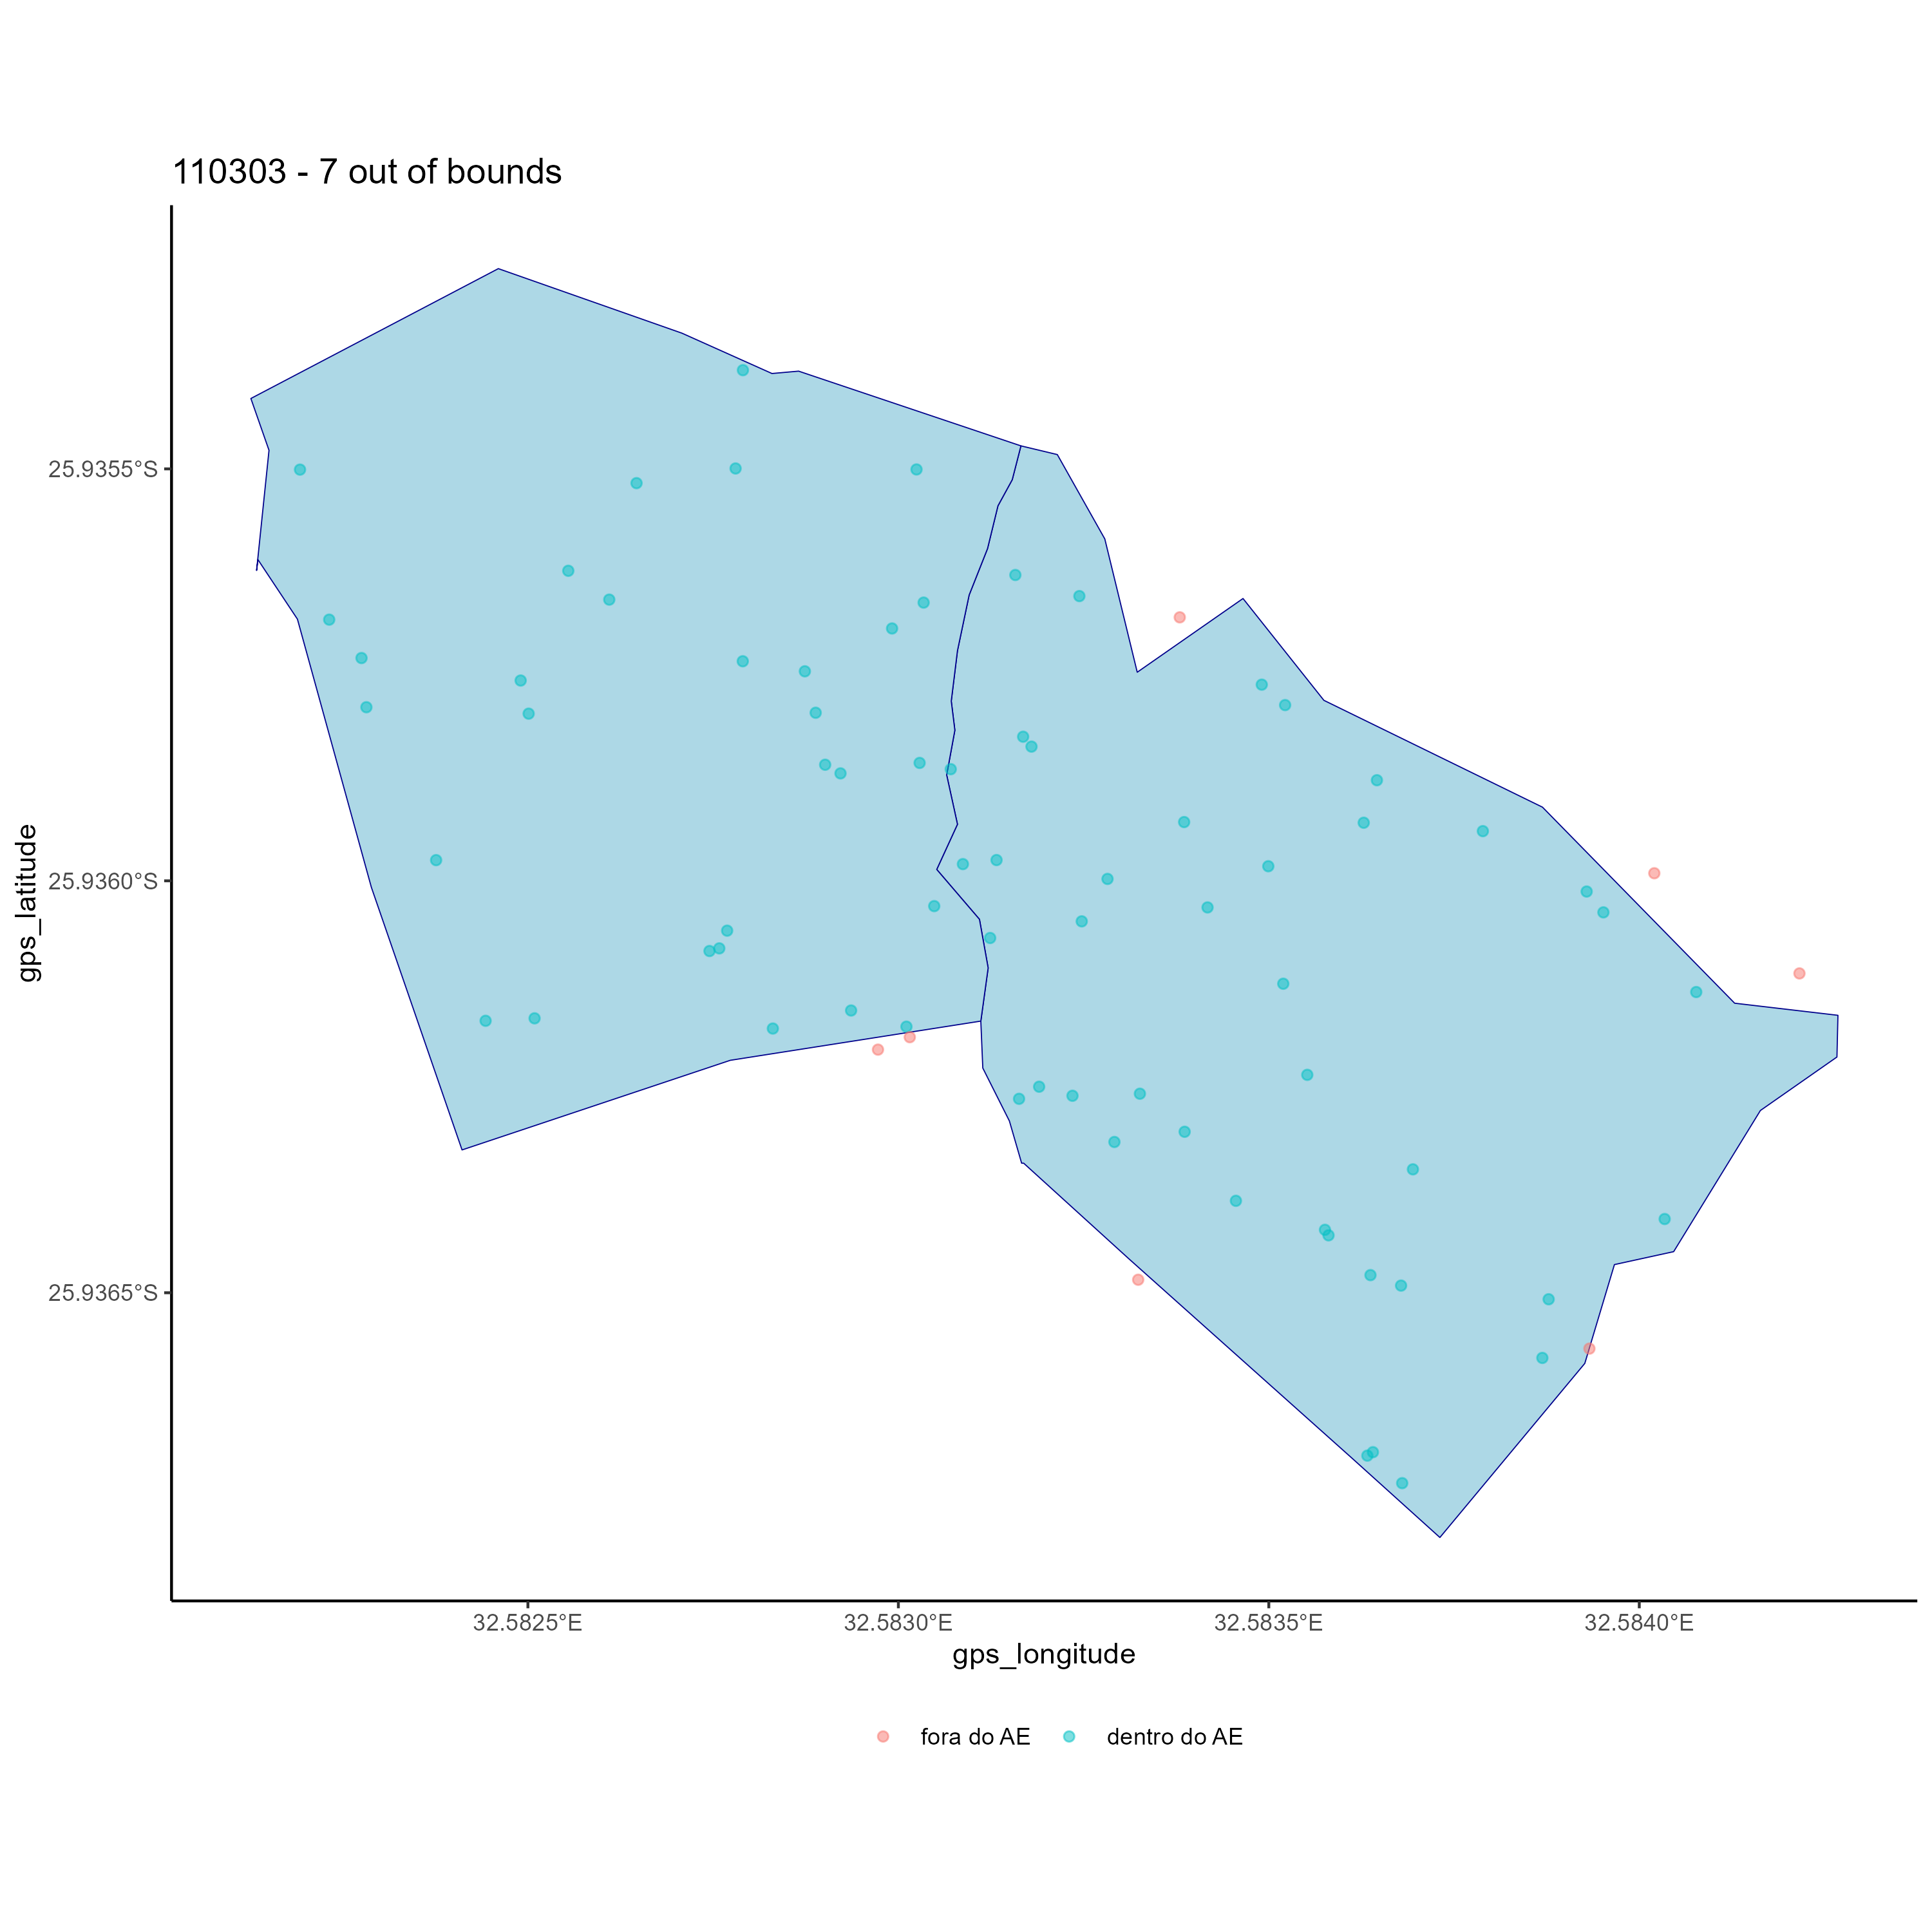 110303 - 7 out of bounds
25.9355°S
25.9360°S
25.9365°S
gps_latitude
32.5825°E 32.5830°E 32.5835°E 32.5840°E
gps_longitude
fora do AE dentro do AE